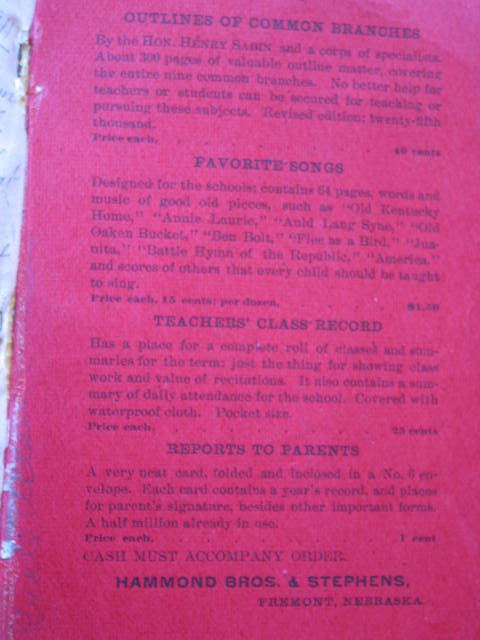 OUTLINES OF COMMON BRANCHES
By the HON. HENRY SABIN and a corps of specialists.
About 300 pages of valuable outline matter, covering
the entire nine common branches. No better help for
teachers or students can be secured for teaching or
pursuing these subjects. Revised edition; twenty-fifth
thousand.
Price each, . . . . . . . 40 cents
FAVORITE SONGS
Designed for the schools; contains 64 pages, words and
music of good old pieces, such as "Old Kentucky
Home," "Annie Laurie," "Auld Lang Syne," "Old
Oaken Bucket," "Ben Bolt," "Flee as a Bird," "Jua-
nita," "Battle Hymn of the Republic," "America,"
and scores of others that every child should be taught
to sing.
Price each, 15 cents; per dozen, . . . . $1.50
TEACHERS' CLASS RECORD
Has a place for a complete roll of classes and sum-
maries for the term; just the thing for showing class
work and value of recitations. It also contains a sum-
mary of daily attendance for the school. Covered with
waterproof cloth. Pocket size.
Price each, . . . . . . . 25 cents
REPORTS TO PARENTS
A very neat card, folded and inclosed in a No. 6 en-
velope. Each card contains a year's record, and places
for parent's signature, besides other important forms.
A half million already in use.
Price each, . . . . . . . 1 cent
CASH MUST ACCOMPANY ORDER.
HAMMOND BROS. & STEPHENS,
FREMONT, NEBRASKA.